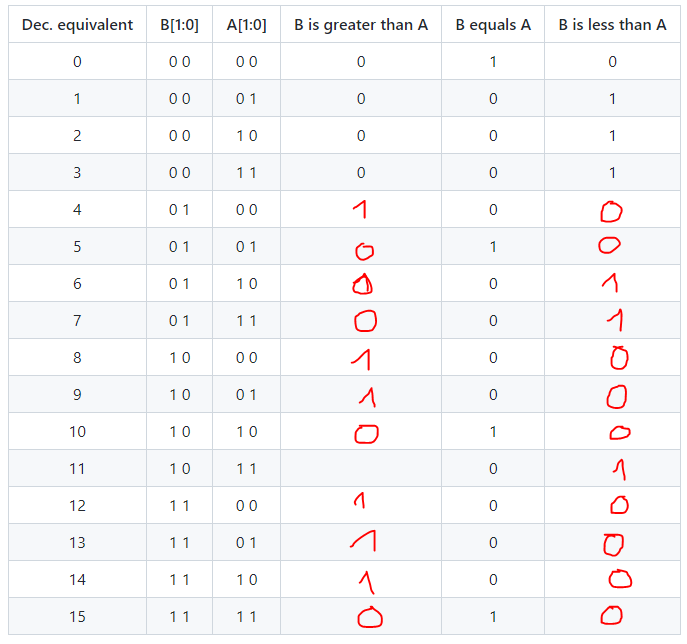 Dec. equivalent B[1:0] A[1:0] B is greater than A B equals A B is less than A
0 0 0 0 0 0 1 0
1 0 0 0 1 0 0 1
2 0 0 1 0 0 0 1
3 0 0 1 1 0 0 1
4 0 1 0 0 1 0 0
5 0 1 0 1 0 1 0
6 0 1 1 0 0 1
7 0 1 1 1 0 0 1
8 1 0 0 0 1 0 0
9 1 0 0 1 1 0 0
10 1 0 1 0 0 1 0
11 1 0 1 1 0 1
12 1 1 0 0 1 0 0
13 1 1 0 1 1 0 0
14 1 1 1 0 1 0 0
15 1 1 1 1 0 1 0